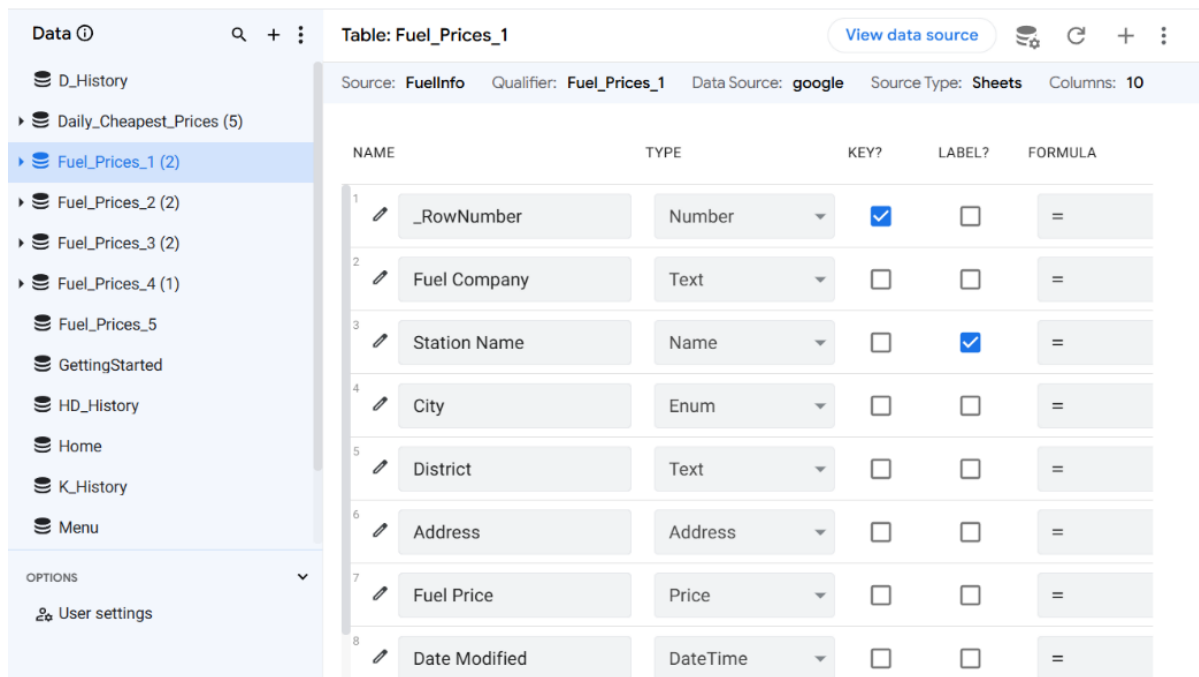 Data
D_History
Daily_Cheapest_Prices (5)
Fuel_Prices_1 (2)
Fuel_Prices_2 (2)
Fuel_Prices_3 (2)
Fuel_Prices_4 (1)
Fuel_Prices_5
GettingStarted
HD_History
Home
K_History
Menu
OPTIONS
User settings
Table: Fuel_Prices_1
View data source
Source: FuelInfo Qualifier: Fuel_Prices_1 Data Source: google Source Type: Sheets Columns: 10
NAME TYPE KEY? LABEL? FORMULA
1 _RowNumber Number =
2 Fuel Company Text =
3 Station Name Name =
4 City Enum =
5 District Text =
6 Address Address =
7 Fuel Price Price =
8 Date Modified DateTime =